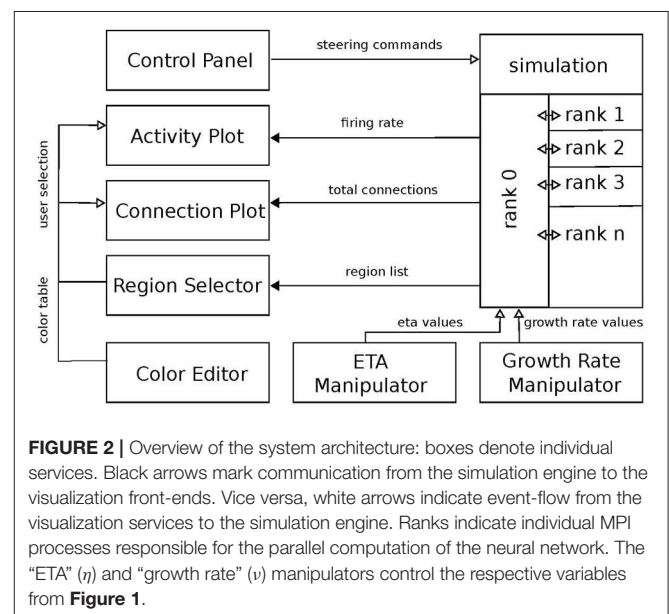 Control Panel
steering commands
simulation
Activity Plot
firing rate
rank 0
rank 1
rank 2
rank 3
rank n
Connection Plot
total connections
Region Selector
region list
user selection
color table
Color Editor
eta values
growth rate values
ETA
Manipulator
Growth Rate
Manipulator
FIGURE 2 | Overview of the system architecture: boxes denote individual
services. Black arrows mark communication from the simulation engine to the
visualization front-ends. Vice versa, white arrows indicate event-flow from the
visualization services to the simulation engine. Ranks indicate individual MPI
processes responsible for the parallel computation of the neural network. The
“ETA” (η) and “growth rate” (ν) manipulators control the respective variables
from Figure 1.